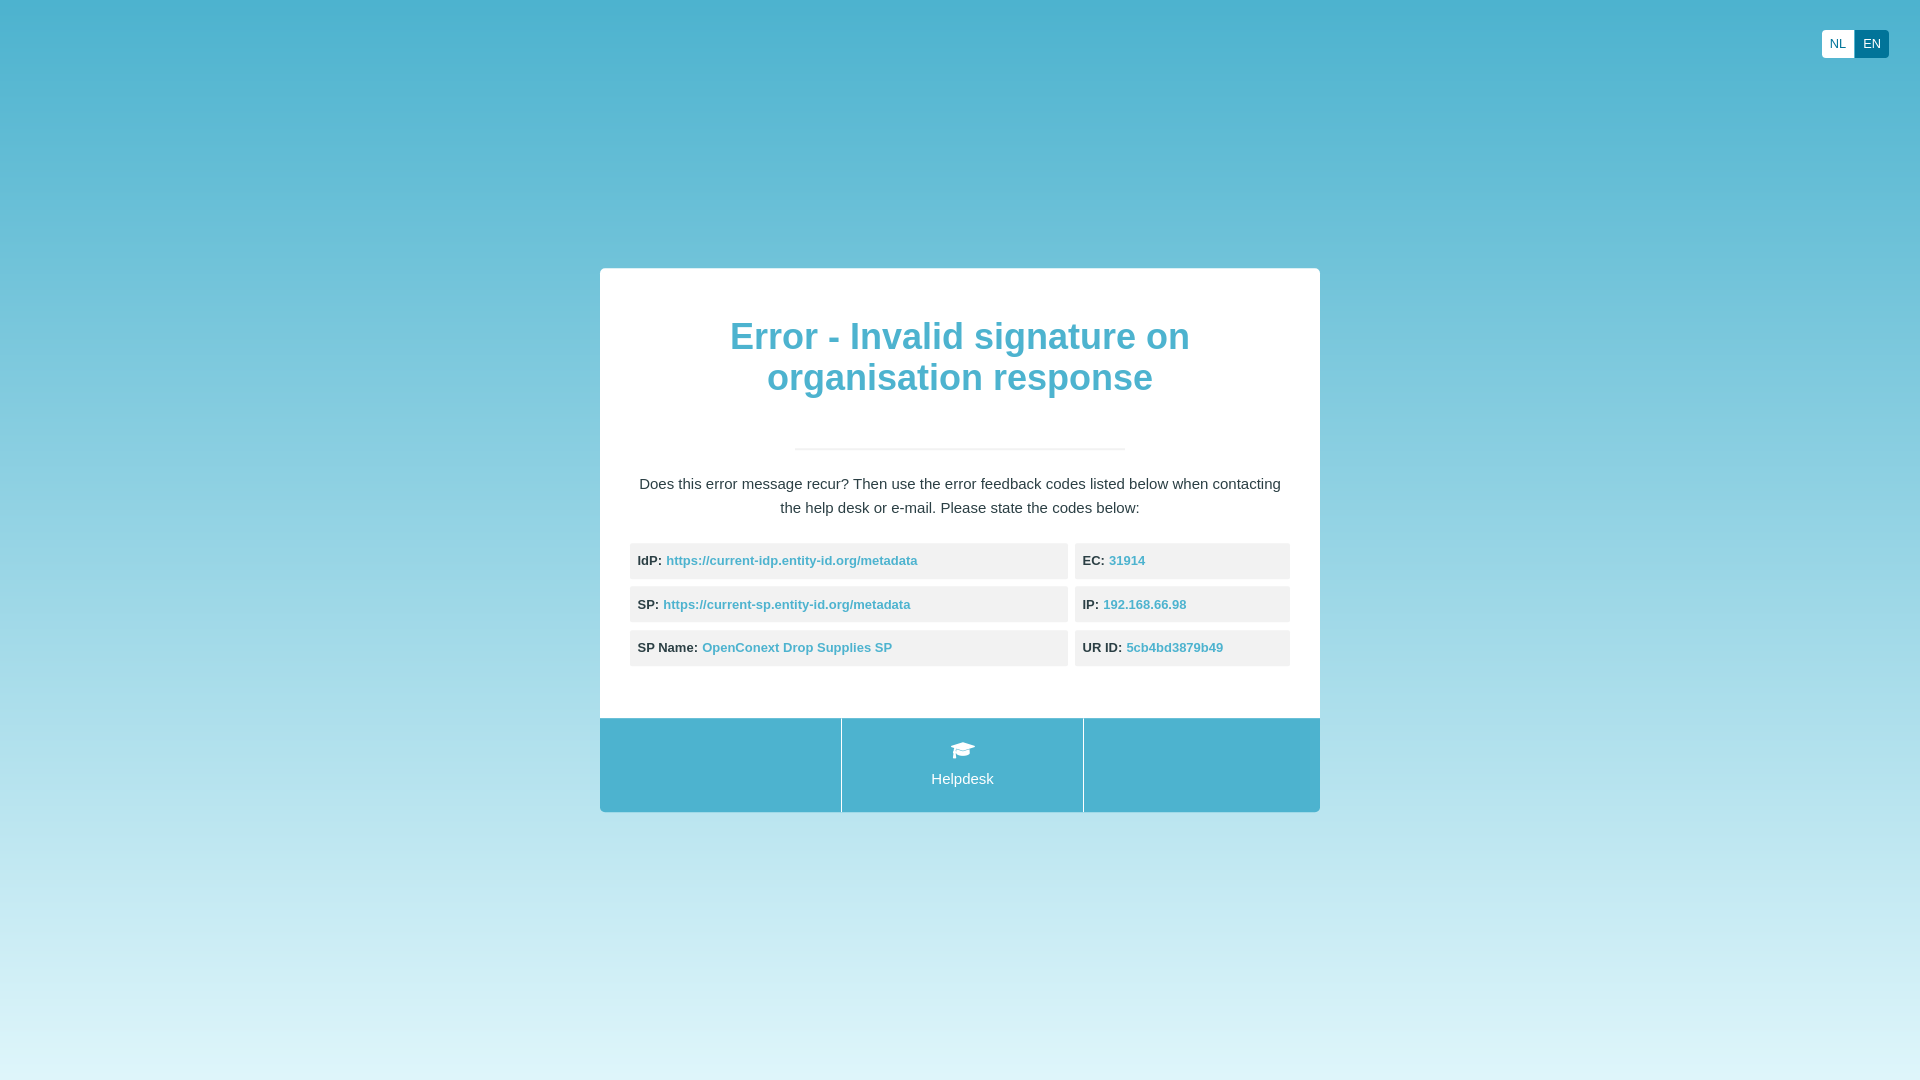 NL EN
Error - Invalid signature on
organisation response
Does this error message recur? Then use the error feedback codes listed below when contacting
the help desk or e-mail. Please state the codes below:
IdP: https://current-idp.entity-id.org/metadata
EC: 31914
SP: https://current-sp.entity-id.org/metadata
IP: 192.168.66.98
SP Name: OpenConext Drop Supplies SP
UR ID: 5cb4bd3879b49
Helpdesk